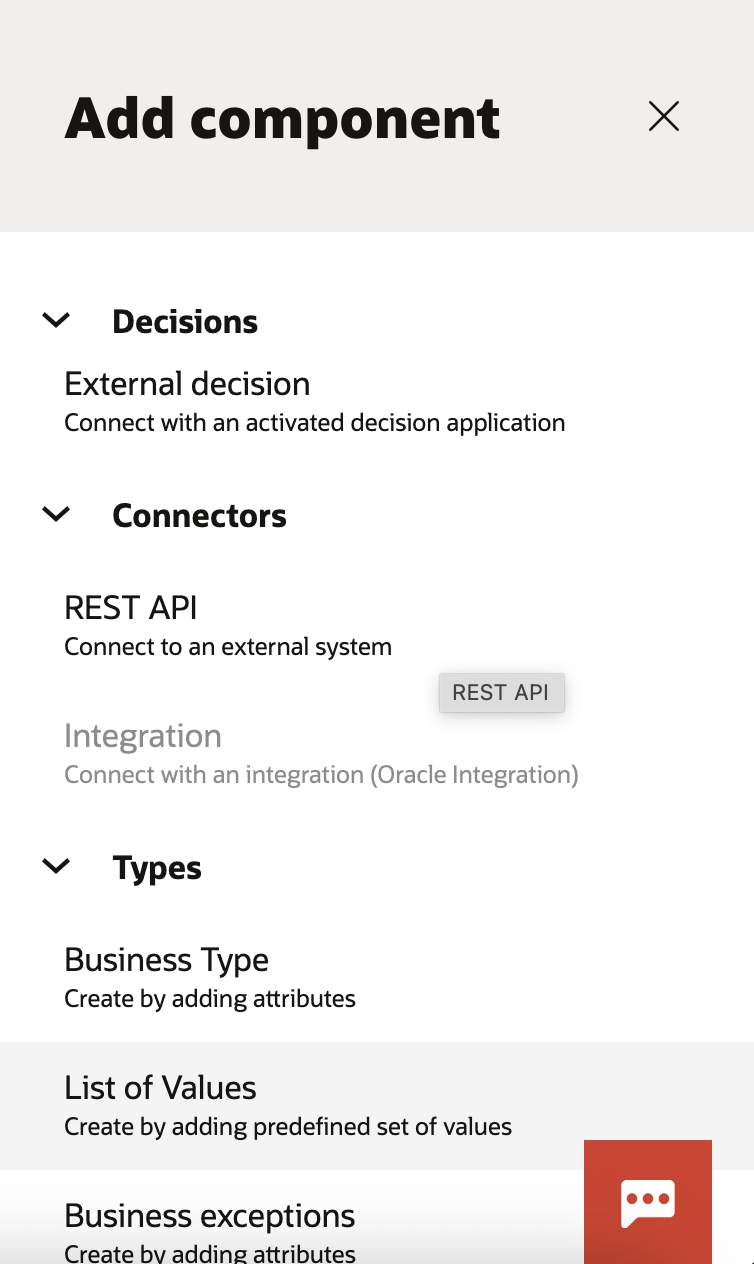 Add component
Decisions
External decision
Connect with an activated decision application
Connectors
REST API
Connect to an external system
REST API
Integration
Connect with an integration (Oracle Integration)
Types
Business Type
Create by adding attributes
List of Values
Create by adding predefined set of values
Business exceptions
Create by adding attributes